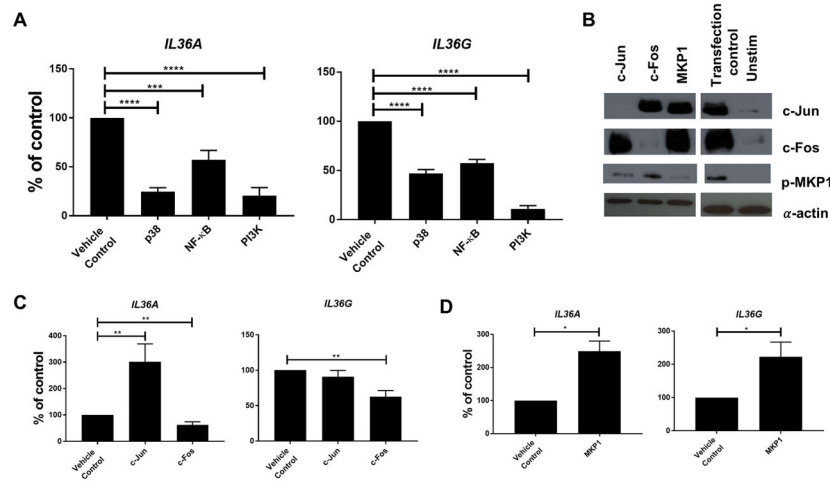 A
IL36A
% of control
150
100
50
0
****
***
****
Vehicle
Control
p38
NF-κB
PI3K
IL36G
150
100
50
0
****
****
****
Vehicle
Control
p38
NF-κB
PI3K
B
c-Jun
c-Fos
MKP1
Transfection
control
Unstim
c-Jun
c-Fos
p-MKP1
α-actin
C
IL36A
% of control
400
300
200
100
0
**
**
Vehicle
Control
c-Jun
c-Fos
IL36G
150
100
50
0
**
Vehicle
Control
c-Jun
c-Fos
D
IL36A
% of control
300
200
100
0
*
Vehicle
Control
MKP1
IL36G
300
200
100
0
*
Vehicle
Control
MKP1